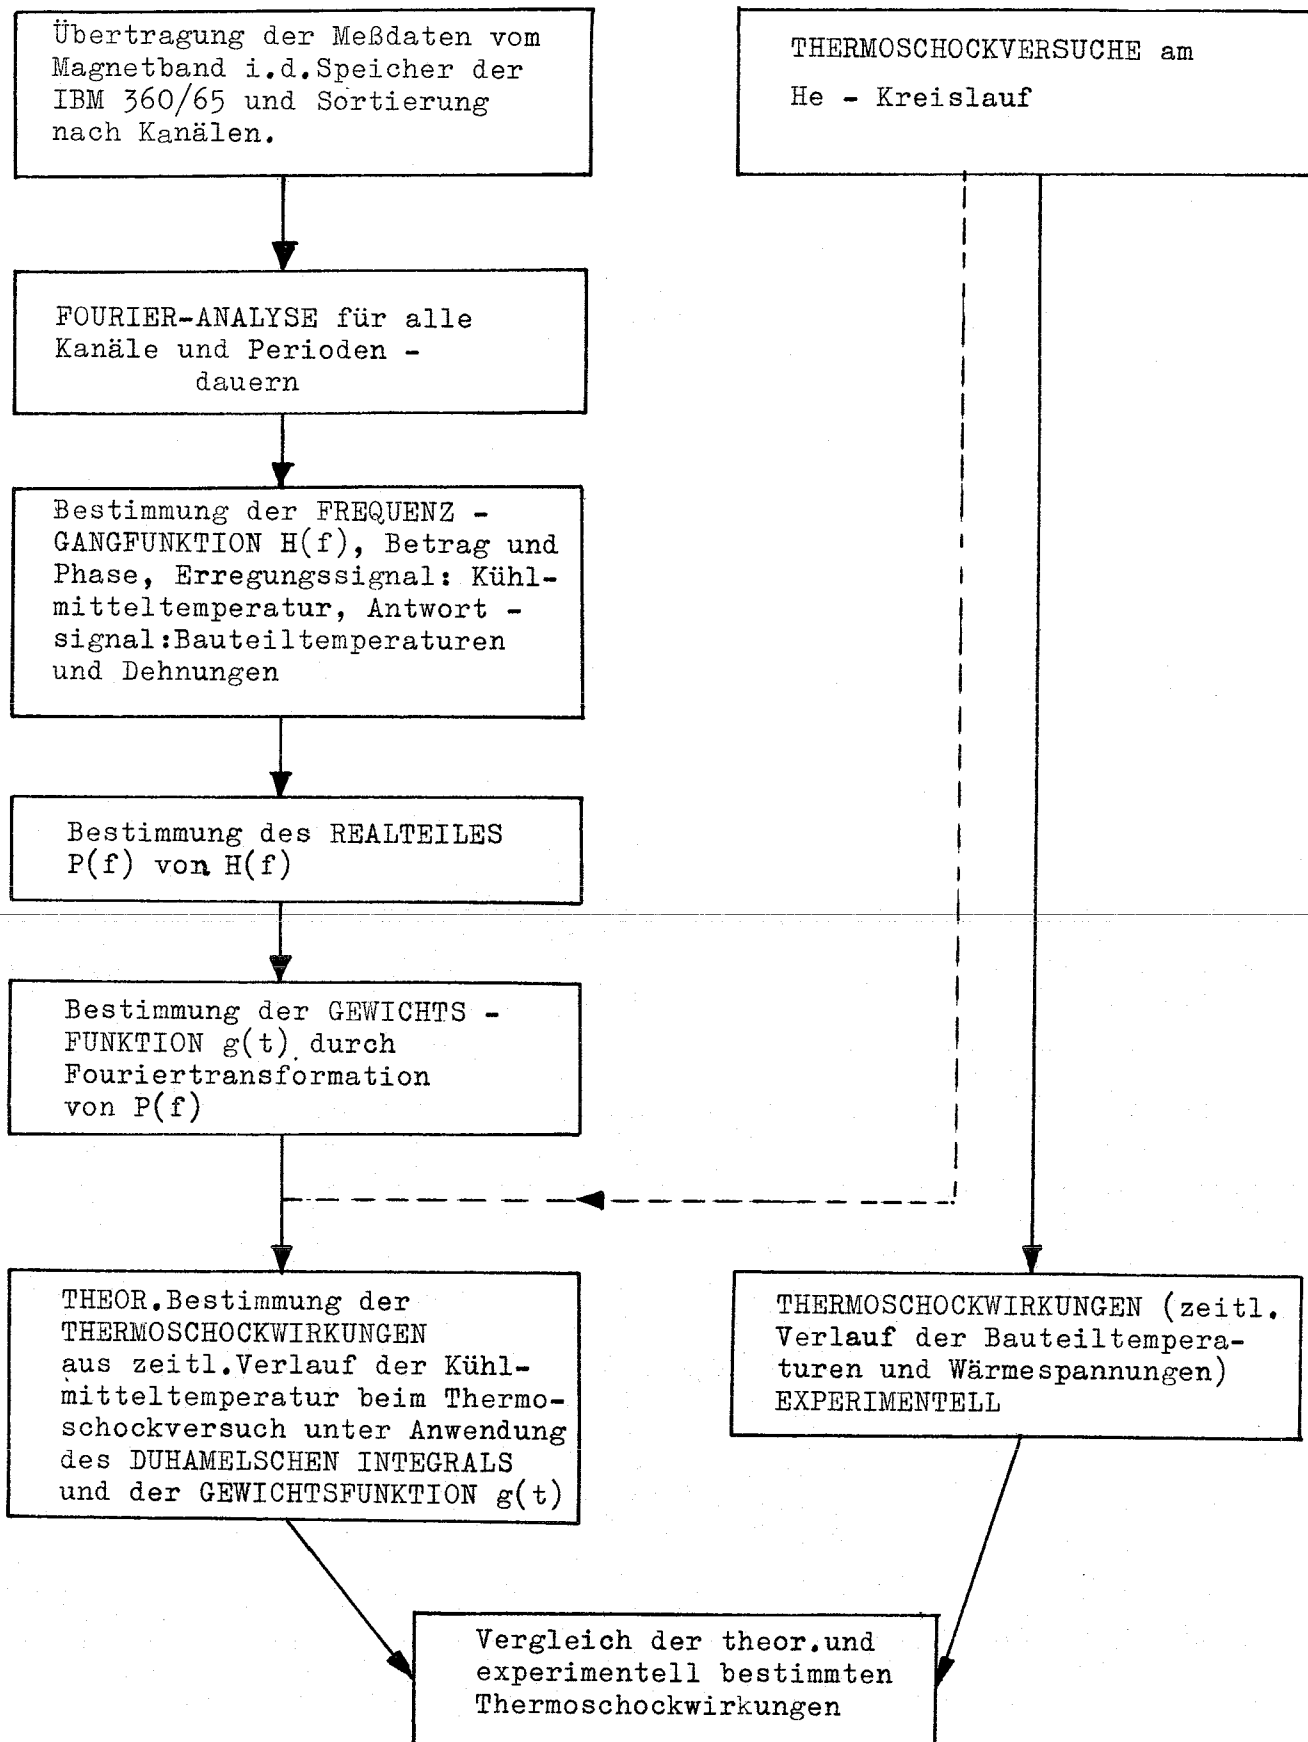 Übertragung der Meßdaten vom
Magnetband i.d.Speicher der
IBM 360/65 und Sortierung
nach Kanälen.
THERMOSCHOCKVERSUCHE am
He - Kreislauf
FOURIER-ANALYSE für alle
Kanäle und Perioden -
dauern
Bestimmung der FREQUENZ -
GANGFUNKTION H(f), Betrag und
Phase, Erregungssignal: Kühl-
mitteltemperatur, Antwort -
signal:Bauteiltemperaturen
und Dehnungen
Bestimmung des REALTEILES
P(f) von H(f)
Bestimmung der GEWICHTS -
FUNKTION g(t) durch
Fouriertransformation
von P(f)
THEOR.Bestimmung der
THERMOSCHOCKWIRKUNGEN
aus zeitl.Verlauf der Kühl-
mitteltemperatur beim Thermo-
schockversuch unter Anwendung
des DUHAMELSCHEN INTEGRALS
und der GEWICHTSFUNKTION g(t)
THERMOSCHOCKWIRKUNGEN (zeitl.
Verlauf der Bauteiltempera-
turen und Wärmespannungen)
EXPERIMENTELL
Vergleich der theor.und
experimentell bestimmten
Thermoschockwirkungen